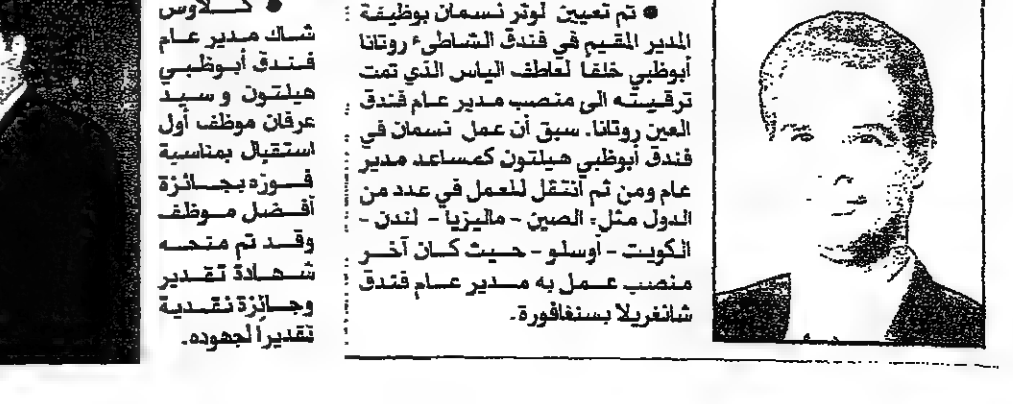 ● تم تعيين لوثر نسمان بوظيفة
المدير المقيم في فندق الشاطىء روتانا
أبوظبي خلفا لعاطف الياس الذي تمت
ترقيته الى منصب مدير عام فندق
العين روتانا. سبق أن عمل نسمان في
فندق أبوظبي هيلتون كمساعد مدير
عام ومن ثم أنتقل للعمل في عدد من
الدول مثل: الصين - ماليزيا - لندن -
الكويت - أوسلو - حيث كان آخر
منصب عمل به مدير عام فندق
شانغريلا بسنغافورة.
● كلاوس
شاك مدير عام
فندق أبوظبي
هيلتون وسيد
عرفان موظف أول
استقبال بمناسبة
فوزه بجائزة
أفضل موظف
وقد تم منحه
شهادة تقدير
وجائزة نقدية
تقديراً لجهوده.